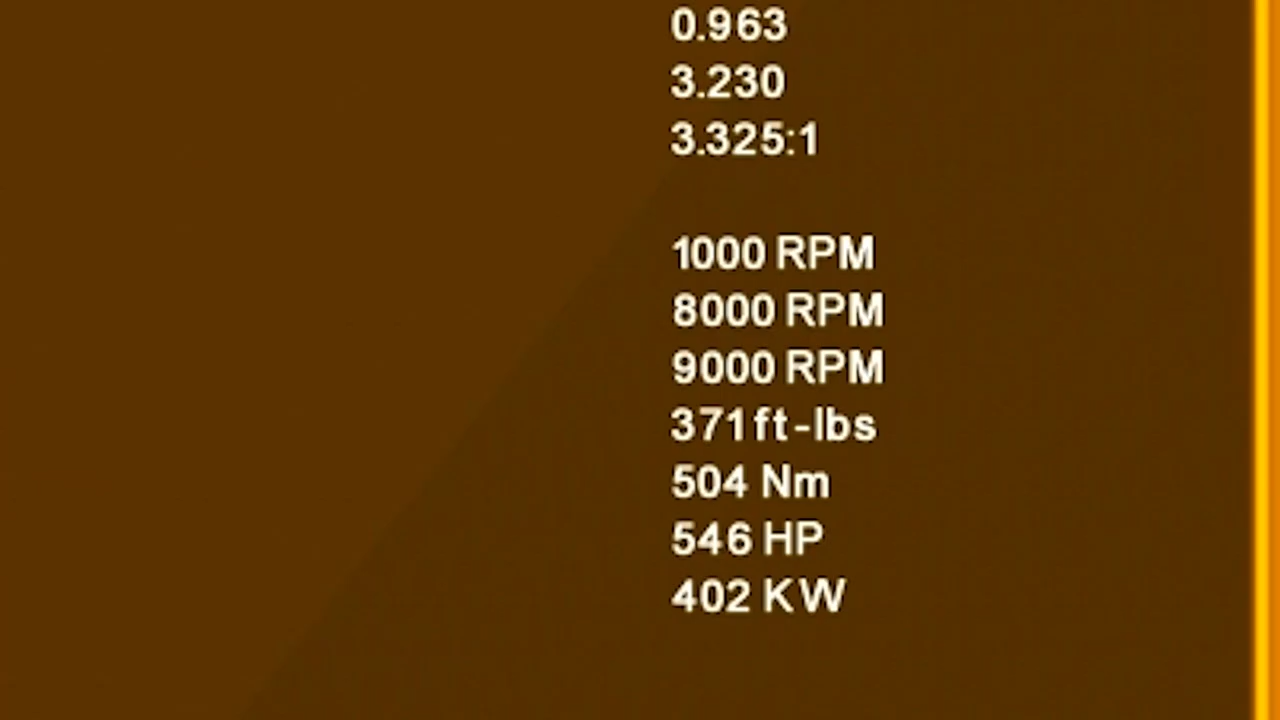 0.963
3.230
3.325:1
1000 RPM
8000 RPM
9000 RPM
371 ft-lbs
504 Nm
546 HP
402 KW